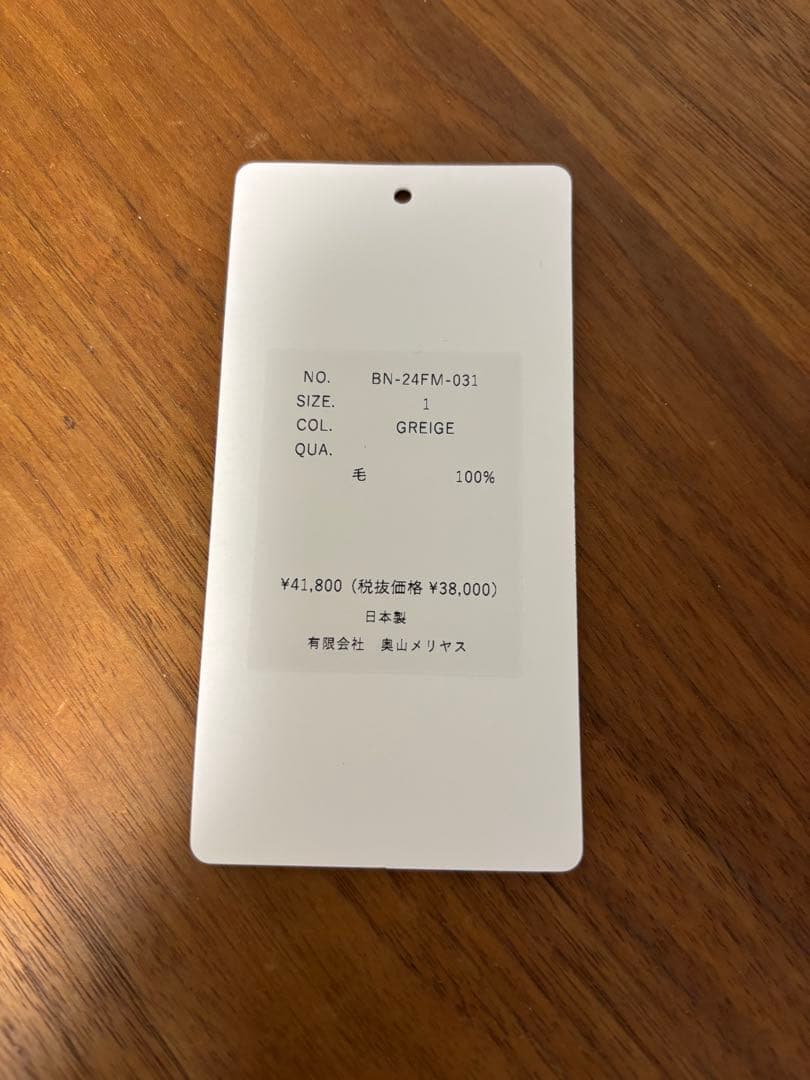 NO. BN-24FM-031
SIZE. 1
COL. GREIGE
QUA.
毛 100%
¥41,800（税抜価格 ¥38,000）
日本製
有限会社 奥山メリヤス